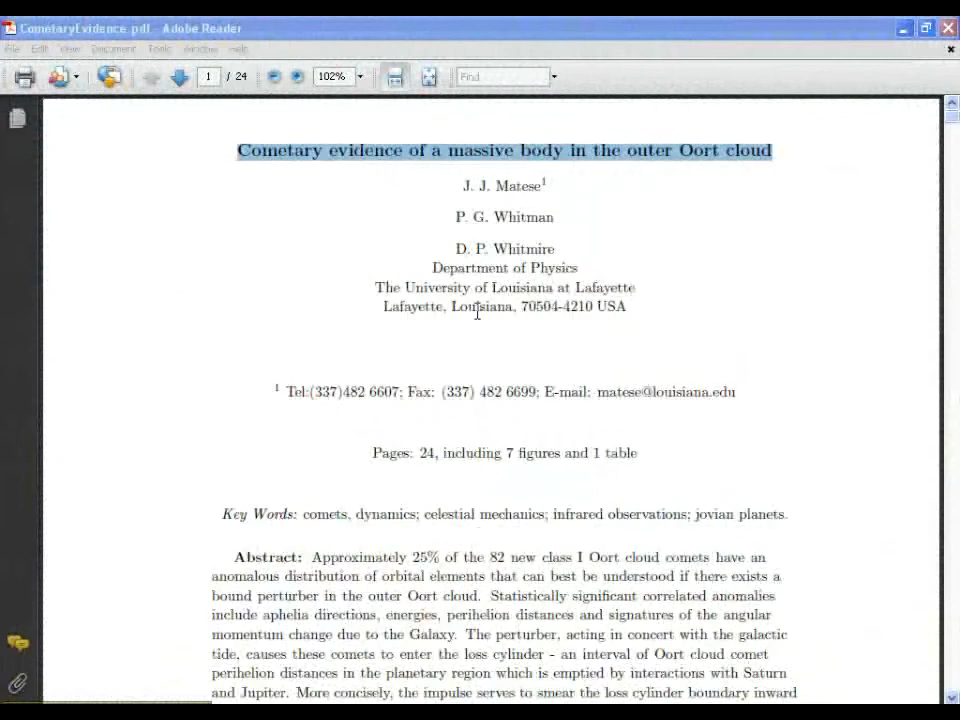 CometaryEvidence.pdf - Adobe Reader
File Edit View Document Tools Window Help
1 / 24 102% Find
Cometary evidence of a massive body in the outer Oort cloud
J. J. Matese1
P. G. Whitman
D. P. Whitmire
Department of Physics
The University of Louisiana at Lafayette
Lafayette, Louisiana, 70504-4210 USA
1 Tel:(337)482 6607; Fax: (337) 482 6699; E-mail: matese@louisiana.edu
Pages: 24, including 7 figures and 1 table
Key Words: comets, dynamics; celestial mechanics; infrared observations; jovian planets.
Abstract: Approximately 25% of the 82 new class I Oort cloud comets have an
anomalous distribution of orbital elements that can best be understood if there exists a
bound perturber in the outer Oort cloud. Statistically significant correlated anomalies
include aphelia directions, energies, perihelion distances and signatures of the angular
momentum change due to the Galaxy. The perturber, acting in concert with the galactic
tide, causes these comets to enter the loss cylinder - an interval of Oort cloud comet
perihelion distances in the planetary region which is emptied by interactions with Saturn
and Jupiter. More concisely, the impulse serves to smear the loss cylinder boundary inward